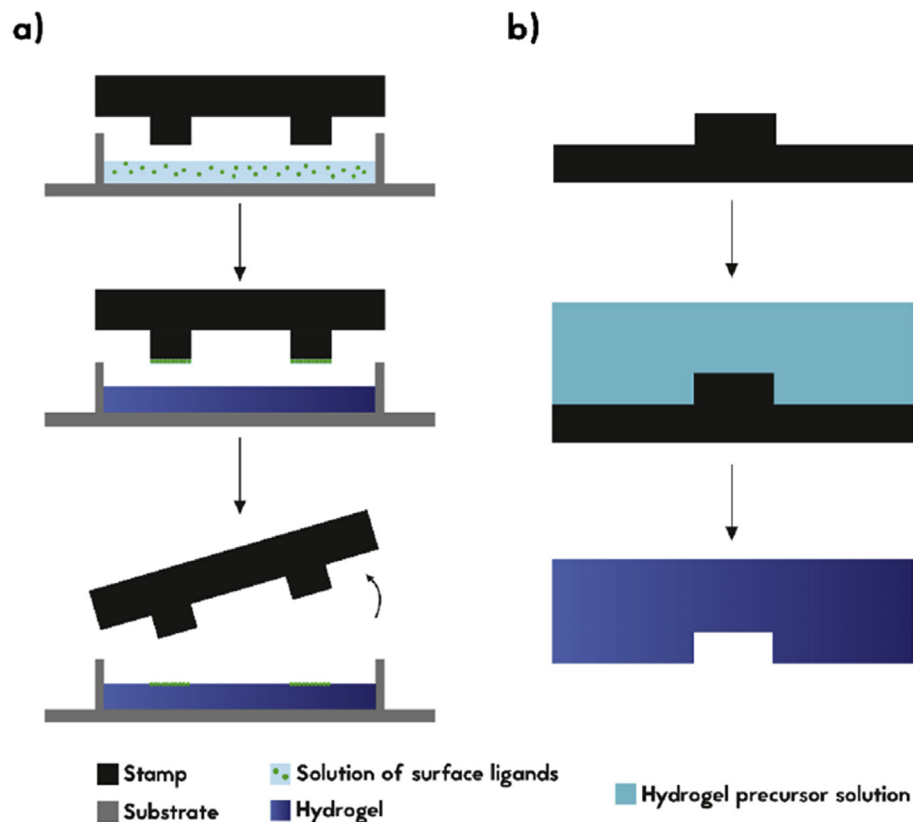 a)
b)
Stamp
Solution of surface ligands
Substrate
Hydrogel
Hydrogel precursor solution